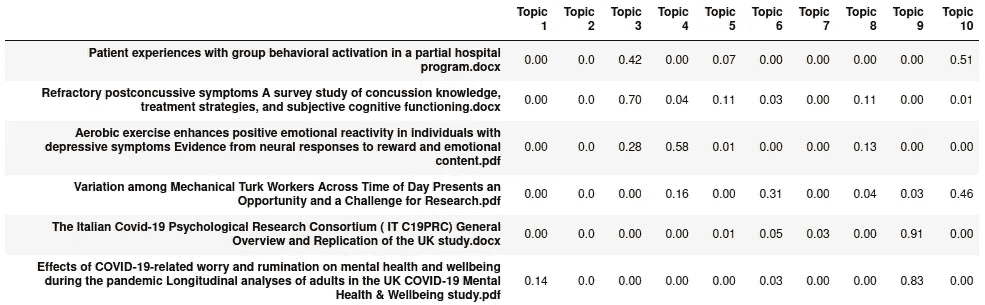 Topic Topic Topic Topic Topic Topic Topic Topic Topic Topic
1 2 3 4 5 6 7 8 9 10
Patient experiences with group behavioral activation in a partial hospital
program.docx 0.00 0.0 0.42 0.00 0.07 0.00 0.00 0.00 0.00 0.51
Refractory postconcussive symptoms A survey study of concussion knowledge,
treatment strategies, and subjective cognitive functioning.docx 0.00 0.0 0.70 0.04 0.11 0.03 0.00 0.11 0.00 0.01
Aerobic exercise enhances positive emotional reactivity in individuals with
depressive symptoms Evidence from neural responses to reward and emotional 0.00 0.0 0.28 0.58 0.01 0.00 0.00 0.13 0.00 0.00
content.pdf
Variation among Mechanical Turk Workers Across Time of Day Presents an
Opportunity and a Challenge for Research.pdf 0.00 0.0 0.00 0.16 0.00 0.31 0.00 0.04 0.03 0.46
The Italian Covid-19 Psychological Research Consortium ( IT C19PRC) General
Overview and Replication of the UK study.docx 0.00 0.0 0.00 0.00 0.01 0.05 0.03 0.00 0.91 0.00
Effects of COVID-19-related worry and rumination on mental health and wellbeing
during the pandemic Longitudinal analyses of adults in the UK COVID-19 Mental 0.14 0.0 0.00 0.00 0.00 0.03 0.00 0.00 0.83 0.00
Health & Wellbeing study.pdf